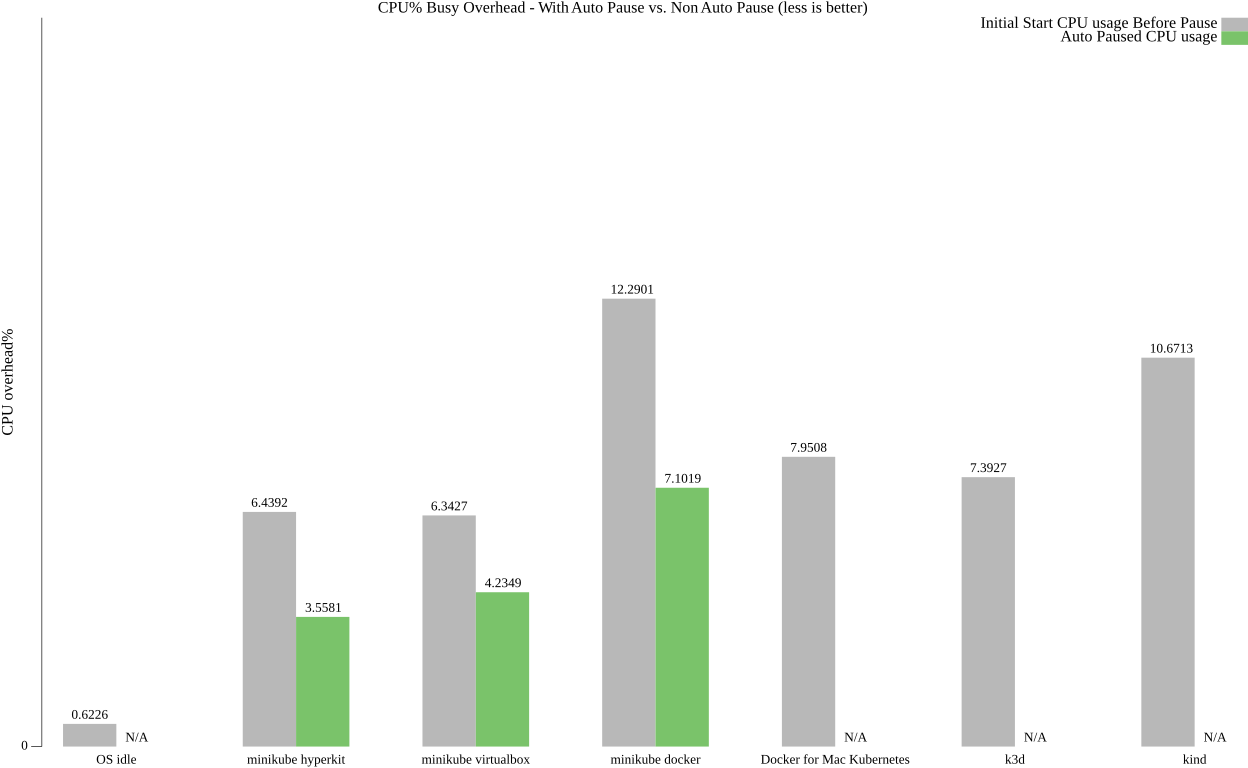 CPU% Busy Overhead - With Auto Pause vs. Non Auto Pause (less is better)
Initial Start CPU usage Before Pause
Auto Paused CPU usage
CPU overhead%
12.2901
10.6713
7.9508
7.3927
7.1019
6.4392
6.3427
4.2349
3.5581
0.6226
N/A
N/A
N/A
N/A
0
OS idle
minikube hyperkit
minikube virtualbox
minikube docker
Docker for Mac Kubernetes
k3d
kind